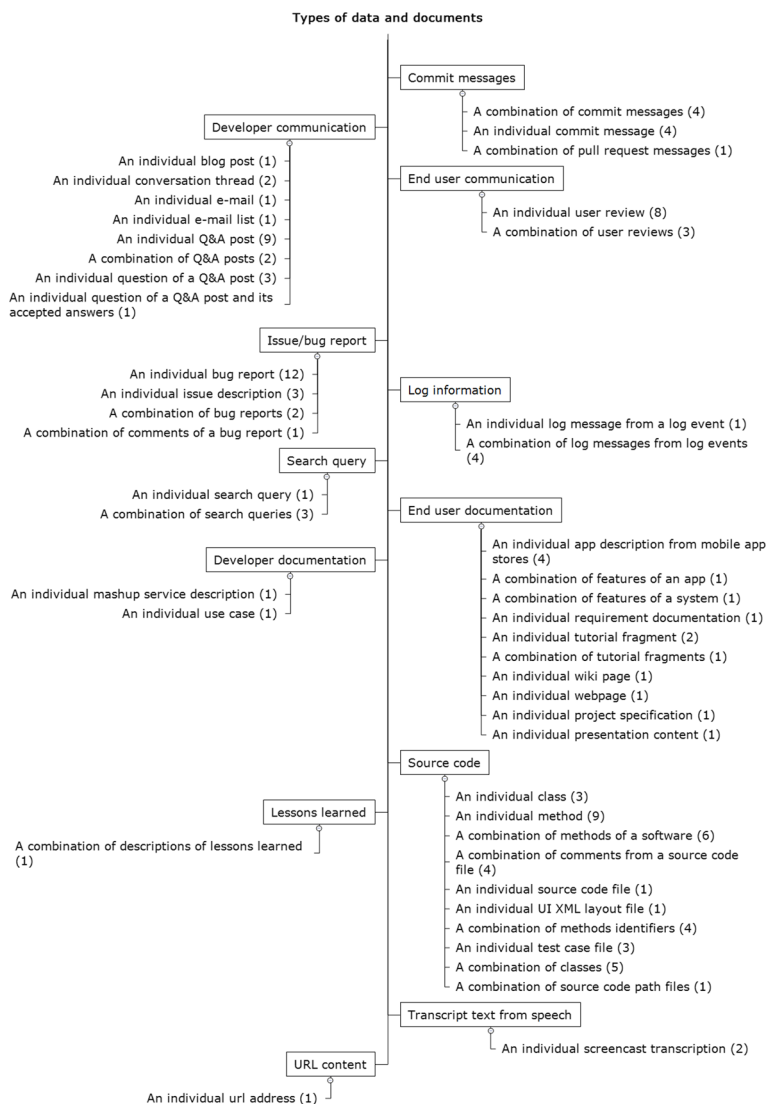 Types of data and documents
Commit messages
A combination of commit messages (4)
An individual commit message (4)
A combination of pull request messages (1)
Developer communication
An individual blog post (1)
An individual conversation thread (2)
An individual e-mail (1)
An individual e-mail list (1)
An individual Q&A post (9)
A combination of Q&A posts (2)
An individual question of a Q&A post (3)
An individual question of a Q&A post and its
accepted answers (1)
End user communication
An individual user review (8)
A combination of user reviews (3)
Issue/bug report
An individual bug report (12)
An individual issue description (3)
A combination of bug reports (2)
A combination of comments of a bug report (1)
Log information
An individual log message from a log event (1)
A combination of log messages from log events
(4)
Search query
An individual search query (1)
A combination of search queries (3)
End user documentation
An individual app description from mobile app
stores (4)
A combination of features of an app (1)
A combination of features of a system (1)
An individual requirement documentation (1)
An individual tutorial fragment (2)
A combination of tutorial fragments (1)
An individual wiki page (1)
An individual webpage (1)
An individual project specification (1)
An individual presentation content (1)
Developer documentation
An individual mashup service description (1)
An individual use case (1)
Source code
An individual class (3)
An individual method (9)
A combination of methods of a software (6)
A combination of comments from a source code
file (4)
An individual source code file (1)
An individual UI XML layout file (1)
A combination of methods identifiers (4)
An individual test case file (3)
A combination of classes (5)
A combination of source code path files (1)
Lessons learned
A combination of descriptions of lessons learned
(1)
Transcript text from speech
An individual screencast transcription (2)
URL content
An individual url address (1)